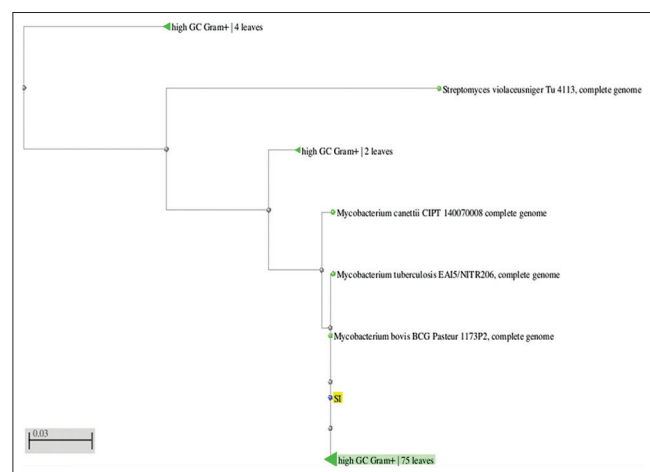 high GC Gram+ | 4 leaves
Streptomyces violaceusniger Tu 4113, complete genome
high GC Gram+ | 2 leaves
Mycobacterium canettii CIPT 140070008 complete genome
Mycobacterium tuberculosis EAI5/NITR206, complete genome
Mycobacterium bovis BCG Pasteur 1173P2, complete genome
SI
0.03
high GC Gram+ | 75 leaves